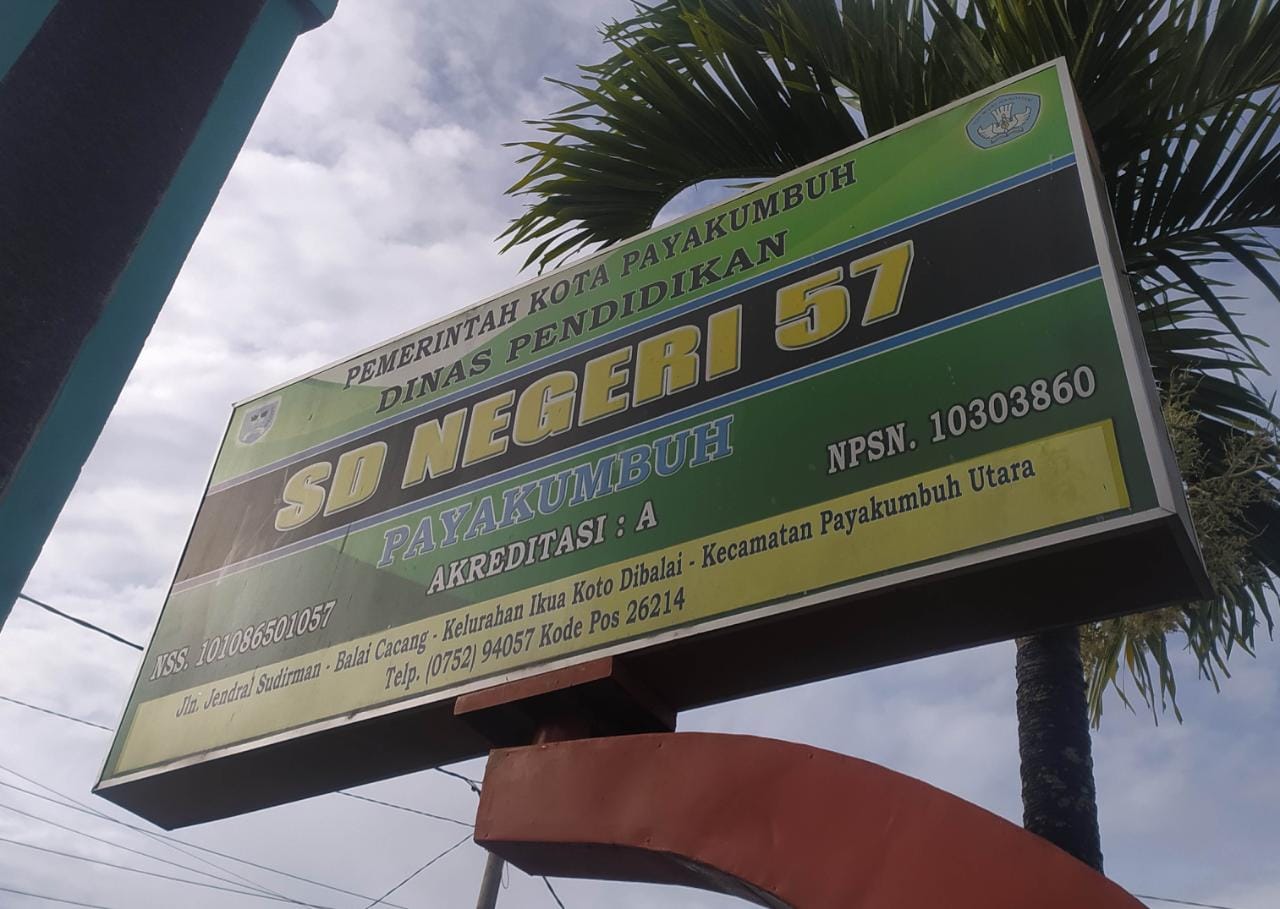 PEMERINTAH KOTA PAYAKUMBUH
DINAS PENDIDIKAN
SD NEGERI 57
PAYAKUMBUH
AKREDITASI : A
NSS. 101086501057
NPSN. 10303860
Jln. Jendral Sudirman - Balai Cacang - Kelurahan Ikua Koto Dibalai - Kecamatan Payakumbuh Utara
Telp. (0752) 94057 Kode Pos 26214